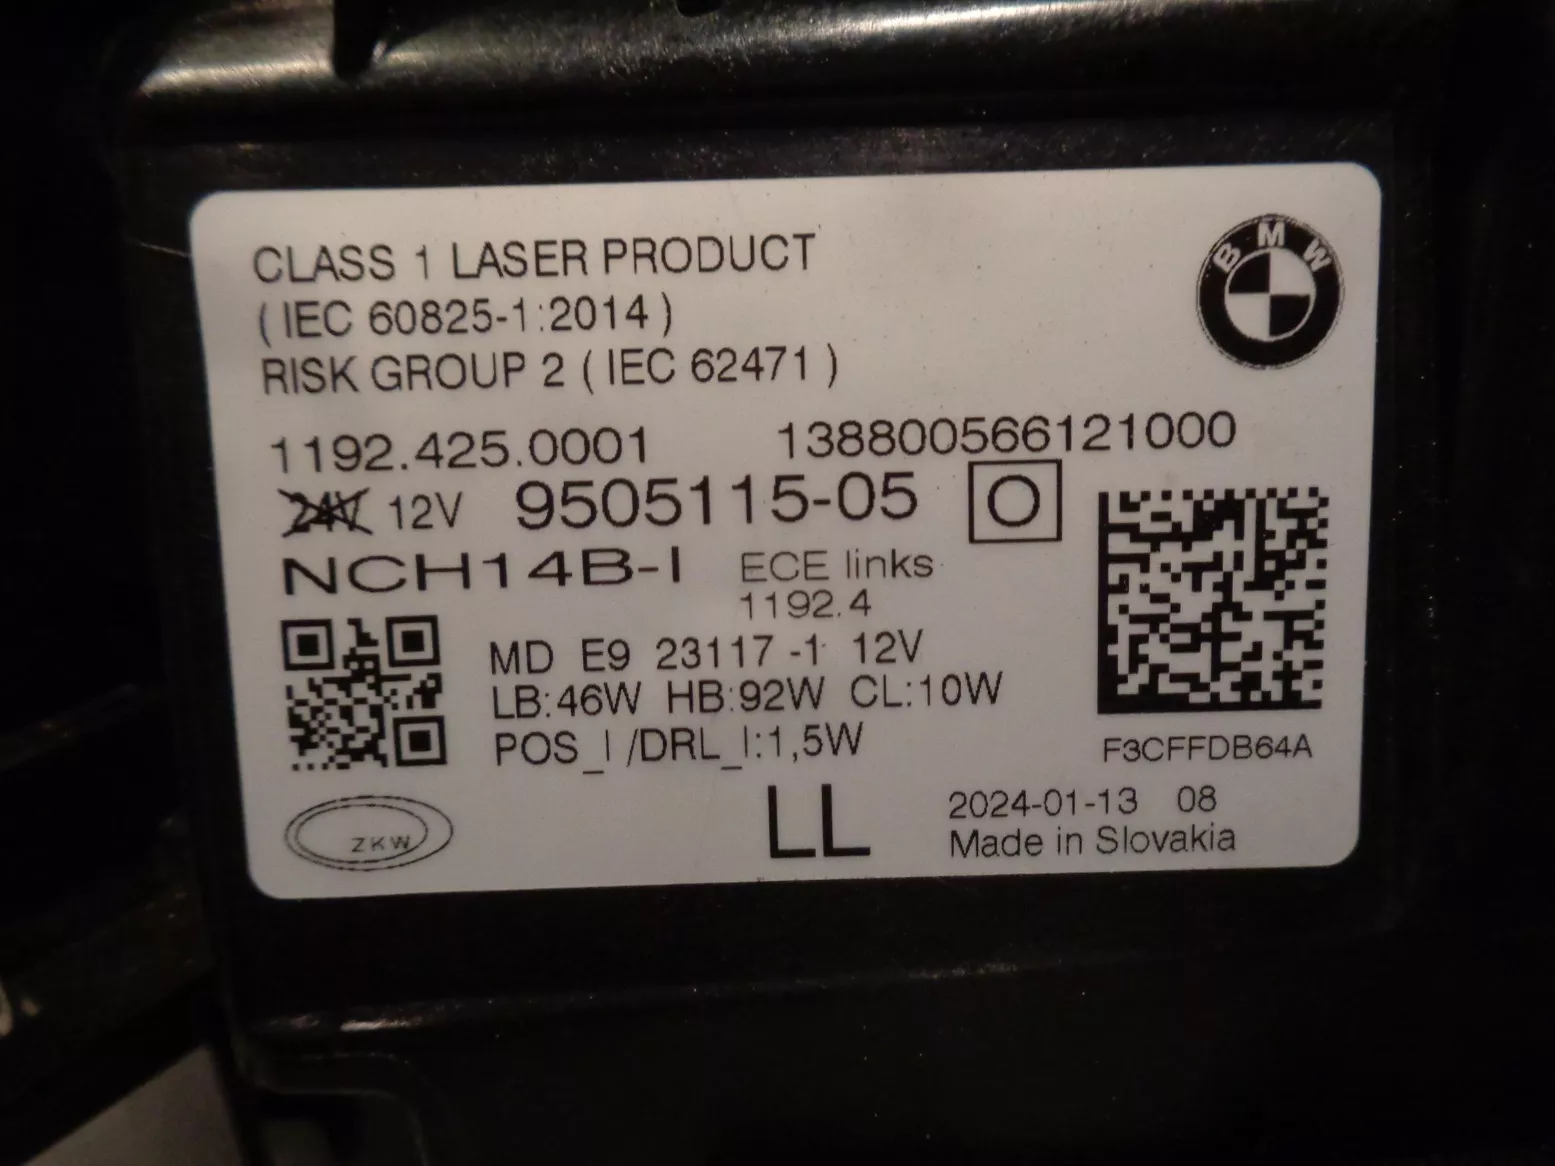 CLASS 1 LASER PRODUCT
( IEC 60825-1:2014 )
RISK GROUP 2 ( IEC 62471 )
BMW
1192.425.0001 138800566121000
24V 12V 9505115-05 O
NCH14B-I ECE links
1192.4
MD E9 23117 -1 12V
LB:46W HB:92W CL:10W
POS_I /DRL_I:1,5W
F3CFFDB64A
ZKW
LL
2024-01-13 08
Made in Slovakia